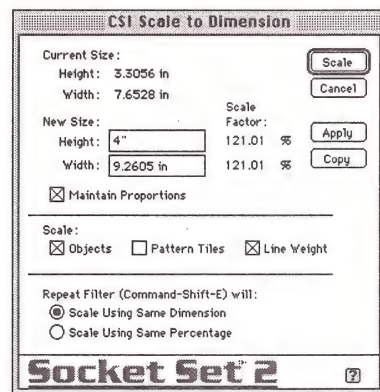 CSI Scale to Dimension
Current Size:
Height: 3.3056 in
Width: 7.6528 in
Scale
Cancel
New Size:
Scale Factor:
Height: 4"
121.01 %
Width: 9.2605 in
121.01 %
Apply
Copy
Maintain Proportions
Scale:
Objects Pattern Tiles Line Weight
Repeat Filter (Command-Shift-E) will:
Scale Using Same Dimension
Scale Using Same Percentage
Socket Set 2 ?